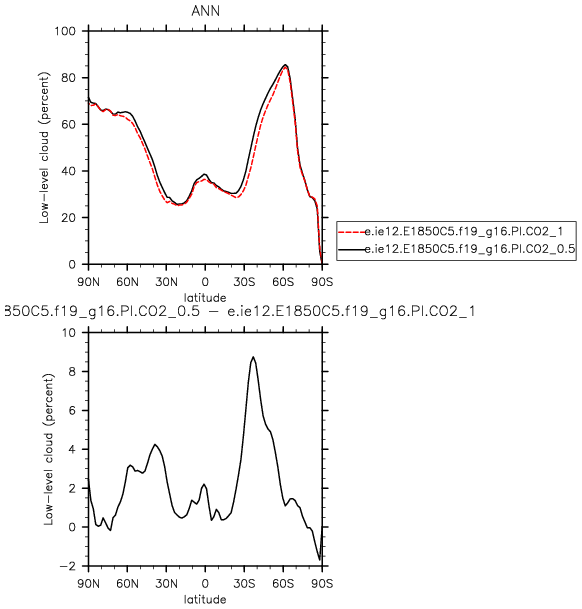 ANN
Low-level cloud (percent)
100
80
60
40
20
0
90N 60N 30N 0 30S 60S 90S
latitude
e.ie12.E1850C5.f19_g16.PI.CO2_1
e.ie12.E1850C5.f19_g16.PI.CO2_0.5
850C5.f19_g16.PI.CO2_0.5 – e.ie12.E1850C5.f19_g16.PI.CO2_1
Low-level cloud (percent)
10
8
6
4
2
0
-2
90N 60N 30N 0 30S 60S 90S
latitude